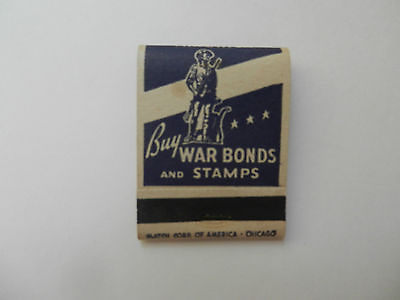 Buy
WAR BONDS
AND STAMPS
MATCH CORP. OF AMERICA · CHICAGO